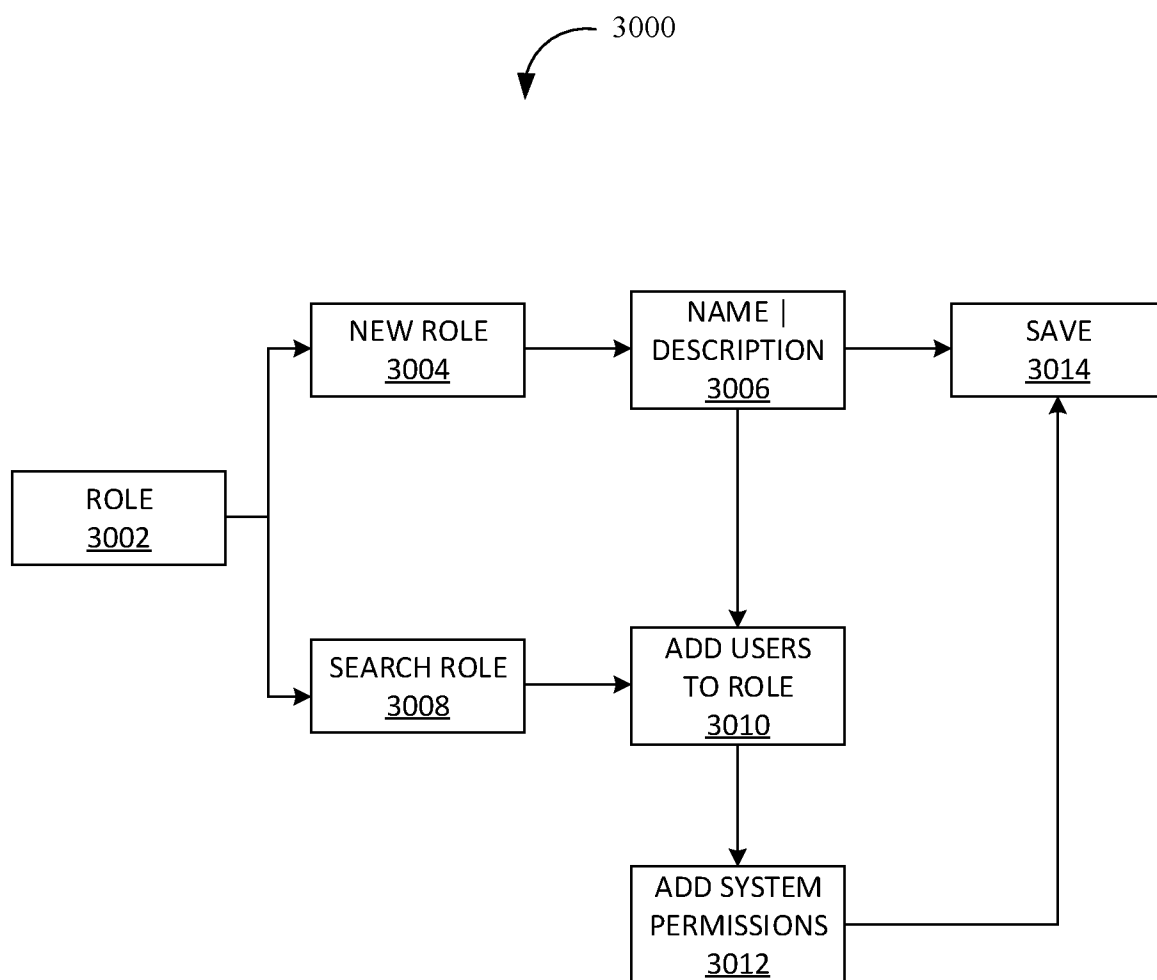 3000
NEW ROLE
3004
NAME |
DESCRIPTION
3006
SAVE
3014
ROLE
3002
SEARCH ROLE
3008
ADD USERS
TO ROLE
3010
ADD SYSTEM
PERMISSIONS
3012